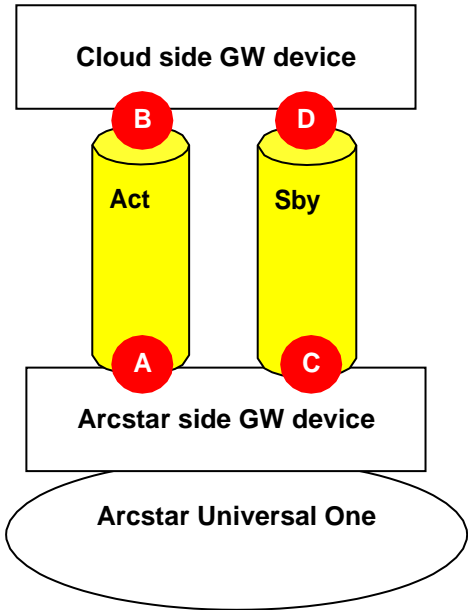 Cloud side GW device
B
D
Act
Sby
A
C
Arcstar side GW device
Arcstar Universal One